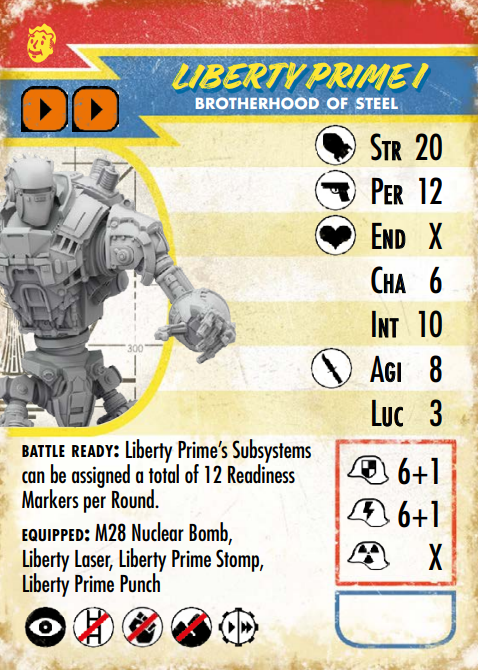 LIBERTY PRIME I
BROTHERHOOD OF STEEL
STR 20
PER 12
END X
CHA 6
INT 10
AGI 8
LUC 3
300
BATTLE READY: Liberty Prime's Subsystems
can be assigned a total of 12 Readiness
Markers per Round.
EQUIPPED: M28 Nuclear Bomb,
Liberty Laser, Liberty Prime Stomp,
Liberty Prime Punch
6+1
6+1
X